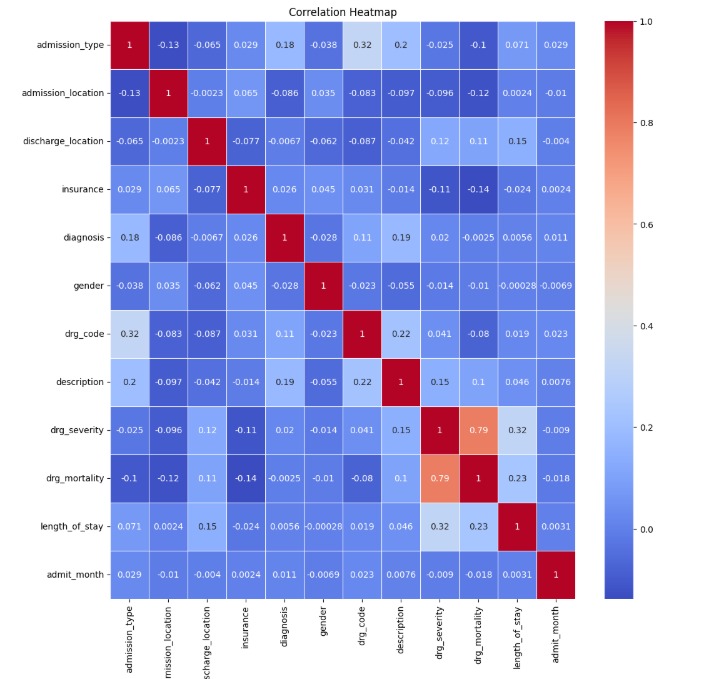 Correlation Heatmap
admission_type 1 -0.13 -0.065 0.029 0.18 -0.038 0.32 0.2 -0.025 -0.1 0.071 0.029
admission_location -0.13 1 -0.0023 0.065 -0.086 0.035 -0.083 -0.097 -0.096 -0.12 0.0024 -0.01
discharge_location -0.065 -0.0023 1 -0.077 -0.0067 -0.062 -0.087 -0.042 0.12 0.11 0.15 -0.004
insurance 0.029 0.065 -0.077 1 0.026 0.045 0.031 -0.014 -0.11 -0.14 -0.024 0.0024
diagnosis 0.18 -0.086 -0.0067 0.026 1 -0.028 0.11 0.19 0.02 -0.0025 0.0056 0.011
gender -0.038 0.035 -0.062 0.045 -0.028 1 -0.023 -0.055 -0.014 -0.01 -0.00028 -0.0069
drg_code 0.32 -0.083 -0.087 0.031 0.11 -0.023 1 0.22 0.041 -0.08 0.019 0.023
description 0.2 -0.097 -0.042 -0.014 0.19 -0.055 0.22 1 0.15 0.1 0.046 0.0076
drg_severity -0.025 -0.096 0.12 -0.11 0.02 -0.014 0.041 0.15 1 0.79 0.32 -0.009
drg_mortality -0.1 -0.12 0.11 -0.14 -0.0025 -0.01 -0.08 0.1 0.79 1 0.23 -0.018
length_of_stay 0.071 0.0024 0.15 -0.024 0.0056 -0.00028 0.019 0.046 0.32 0.23 1 0.0031
admit_month 0.029 -0.01 -0.004 0.0024 0.011 -0.0069 0.023 0.0076 -0.009 -0.018 0.0031 1
admission_type
mission_location
scharge_location
insurance
diagnosis
gender
drg_code
description
drg_severity
drg_mortality
length_of_stay
admit_month
1.0
0.8
0.6
0.4
0.2
0.0